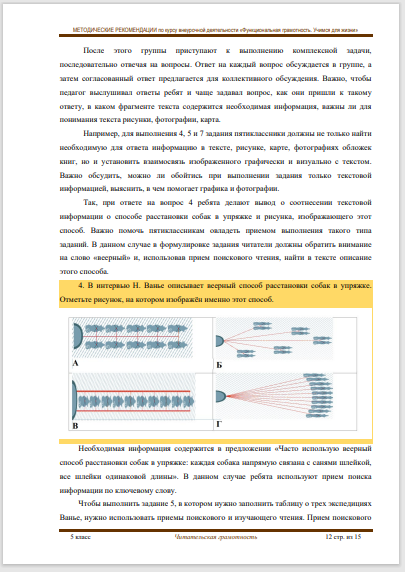 МЕТОДИЧЕСКИЕ РЕКОМЕНДАЦИИ по курсу внеурочной деятельности «Функциональная грамотность. Учимся для жизни»
После этого группы приступают к выполнению комплексной задачи,
последовательно отвечая на вопросы. Ответ на каждый вопрос обсуждается в группе, а
затем согласованный ответ предлагается для коллективного обсуждения. Важно, чтобы
педагог выслушивал ответы ребят и чаще задавал вопрос, как они пришли к такому
ответу, в каком фрагменте текста содержится необходимая информация, важны ли для
понимания текста рисунки, фотографии, карта.
Например, для выполнения 4, 5 и 7 задания пятиклассники должны не только найти
необходимую для ответа информацию в тексте, рисунке, карте, фотографиях обложек
книг, но и установить взаимосвязь изображенного графически и визуально с текстом.
Важно обсудить, можно ли обойтись при выполнении задания только текстовой
информацией, выяснить, в чем помогает графика и фотографии.
Так, при ответе на вопрос 4 ребята делают вывод о соотнесении текстовой
информации о способе расстановки собак в упряжке и рисунка, изображающего этот
способ. Важно помочь пятиклассникам овладеть приемом выполнения такого типа
заданий. В данном случае в формулировке задания читатели должны обратить внимание
на слово «веерный» и, использовав прием поискового чтения, найти в тексте описание
этого способа.
4. В интервью Н. Ванье описывает веерный способ расстановки собак в упряжке.
Отметьте рисунок, на котором изображён именно этот способ.
А
Б
В
Г
Необходимая информация содержится в предложении «Часто использую веерный
способ расстановки собак в упряжке: каждая собака напрямую связана с санями шлейкой,
все шлейки одинаковой длины». В данном случае ребята используют прием поиска
информации по ключевому слову.
Чтобы выполнить задание 5, в котором нужно заполнить таблицу о трех экспедициях
Ванье, нужно использовать приемы поискового и изучающего чтения. Прием поискового
5 класс Читательская грамотность 12 стр. из 15